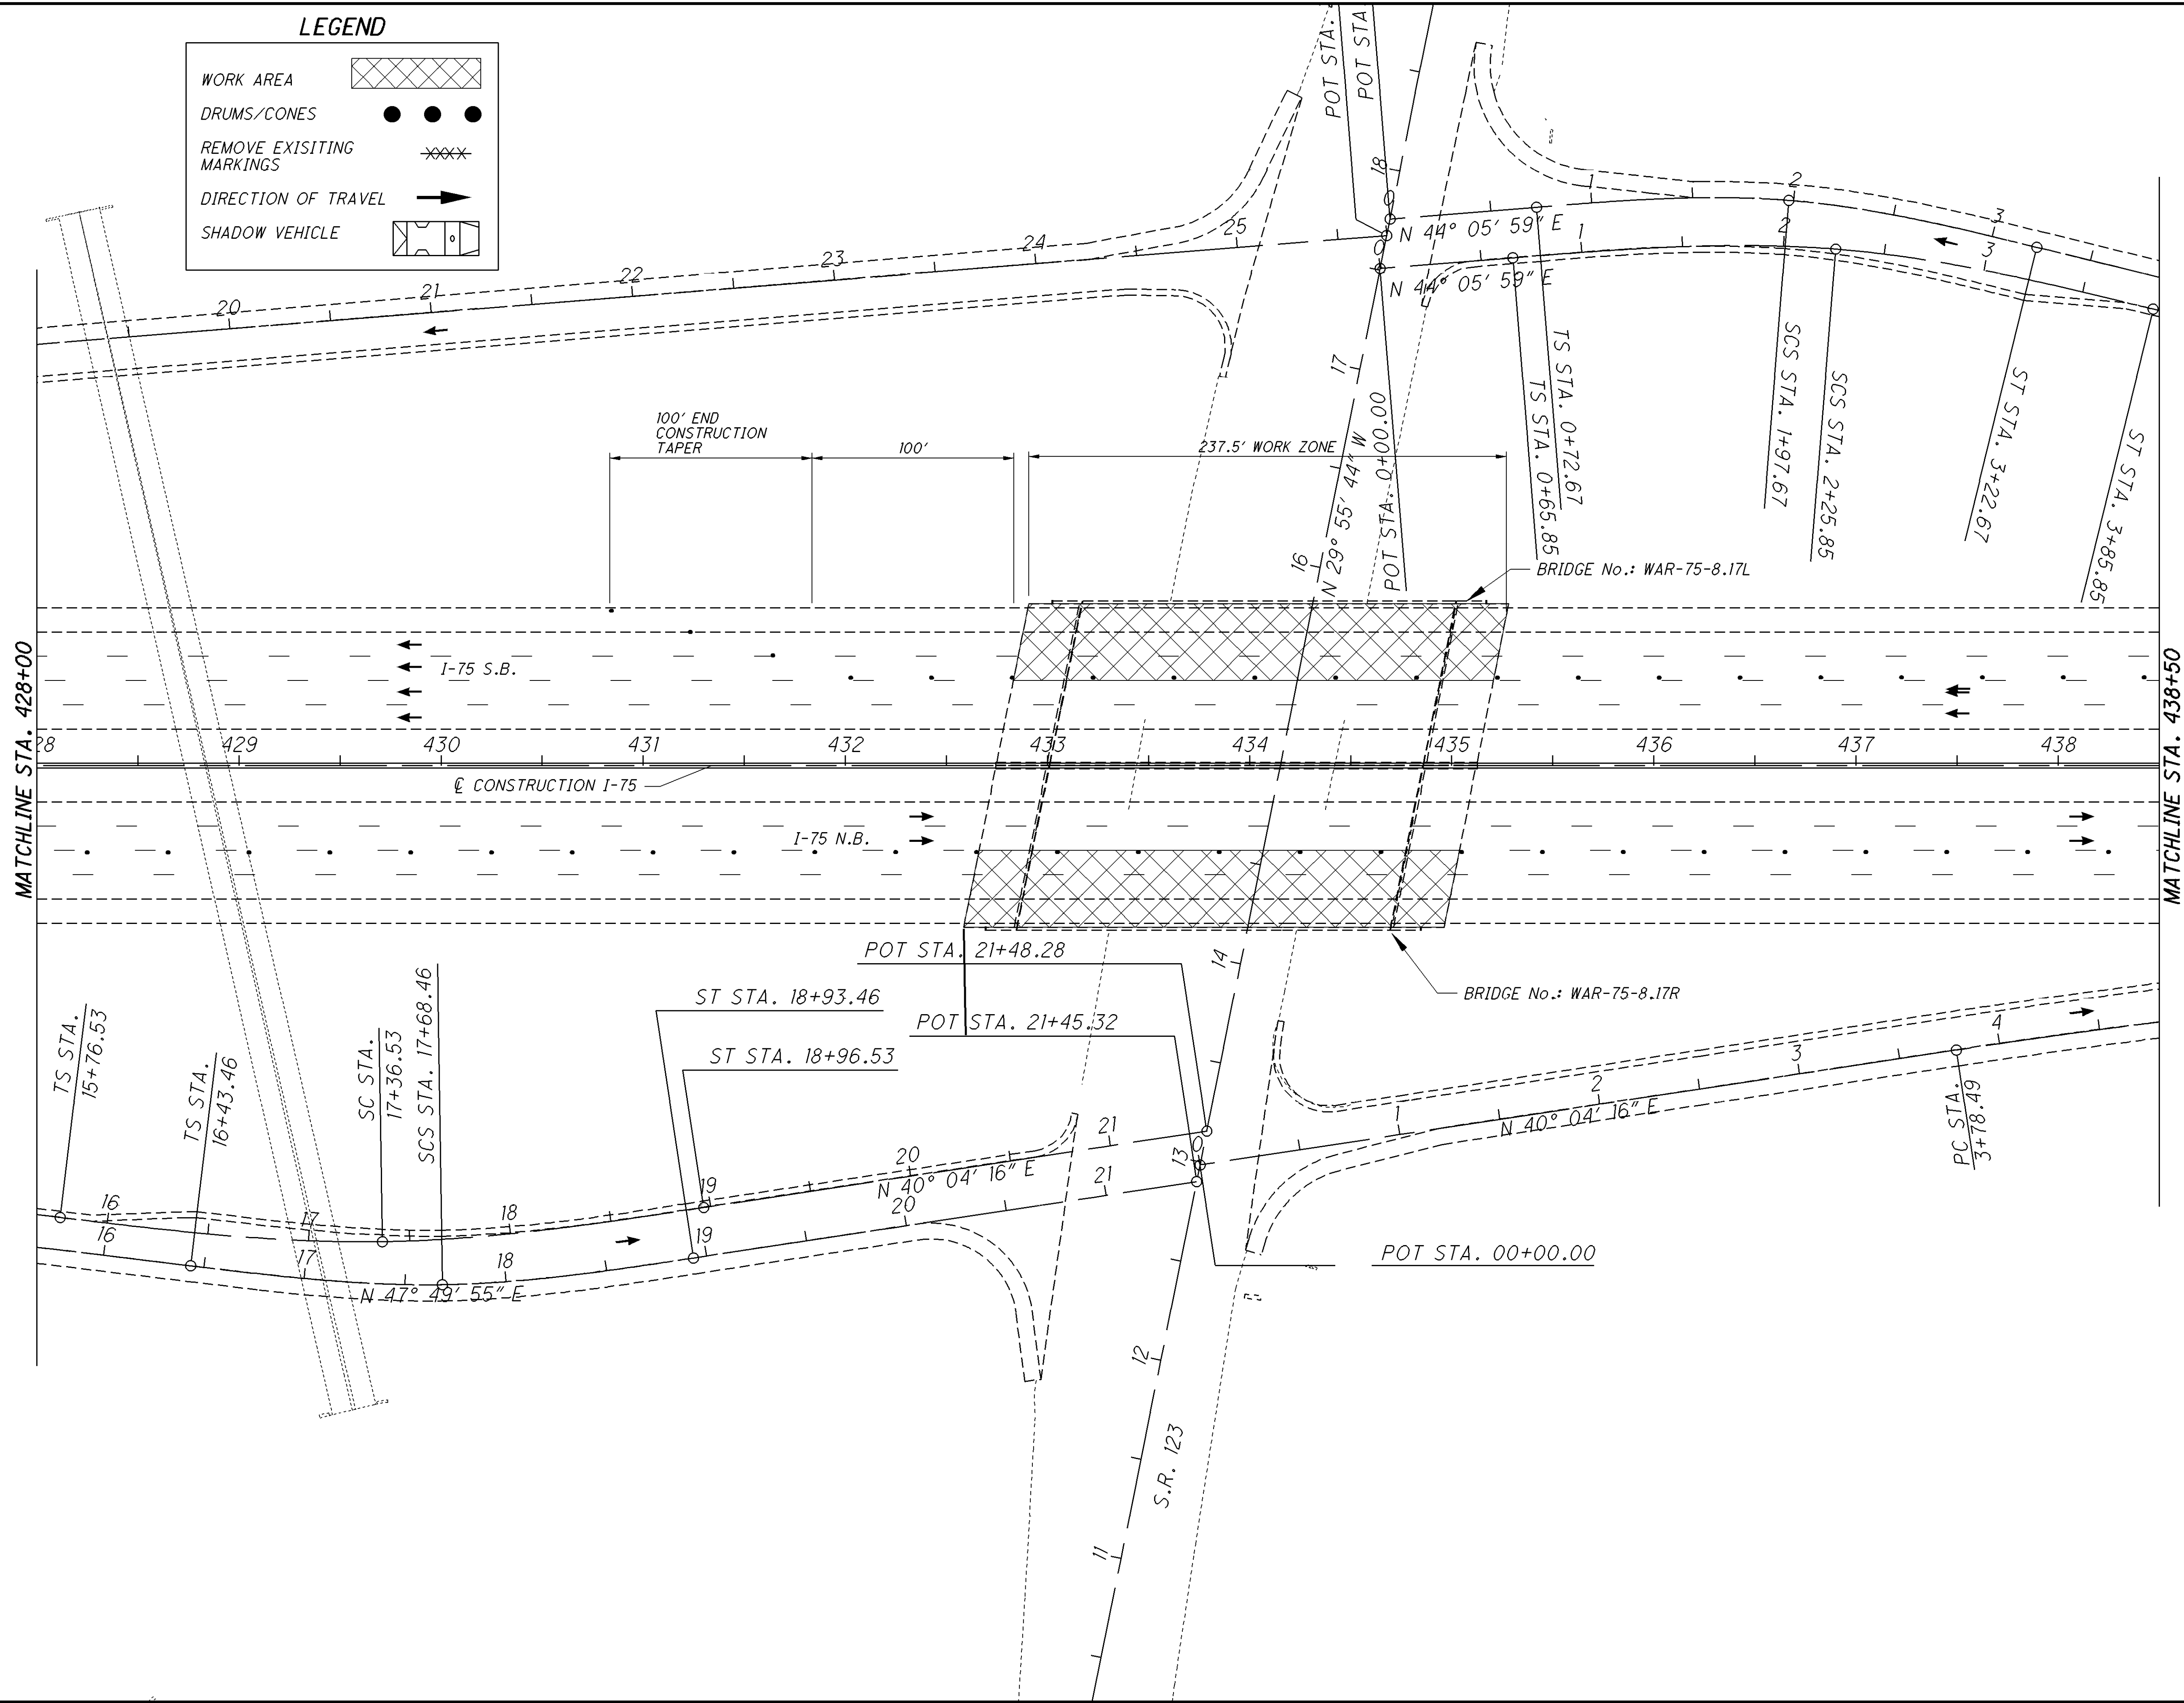 LEGEND
WORK AREA
DRUMS/CONES
REMOVE EXISITING
MARKINGS
DIRECTION OF TRAVEL
SHADOW VEHICLE
POT STA.
POT STA
18
0
0
N 44° 05' 59" E
1
2
3
N 44° 05' 59" E
1
2
3
20
21
22
23
24
25
17
16
N 29° 55' 44" W
POT STA. 0+00.00
TS STA. 0+72.67
TS STA. 0+65.85
SCS STA. 1+97.67
SCS STA. 2+25.85
ST STA. 3+22.67
ST STA. 3+85.85
100' END
CONSTRUCTION
TAPER
100'
237.5' WORK ZONE
BRIDGE No.: WAR-75-8.17L
MATCHLINE STA. 428+00
MATCHLINE STA. 438+50
I-75 S.B.
28
429
430
431
432
433
434
435
436
437
438
℄ CONSTRUCTION I-75
I-75 N.B.
BRIDGE No.: WAR-75-8.17R
POT STA. 21+48.28
ST STA. 18+93.46
POT STA. 21+45.32
ST STA. 18+96.53
TS STA.
15+76.53
TS STA.
16+43.46
SC STA.
17+36.53
SCS STA. 17+68.46
14
13
0
1
2
3
4
N 40° 04' 16" E
PC STA.
3+78.49
16
17
18
19
20
21
N 40° 04' 16" E
16
17
18
19
20
21
N 47° 49' 55" E
POT STA. 00+00.00
12
S.R. 123
11